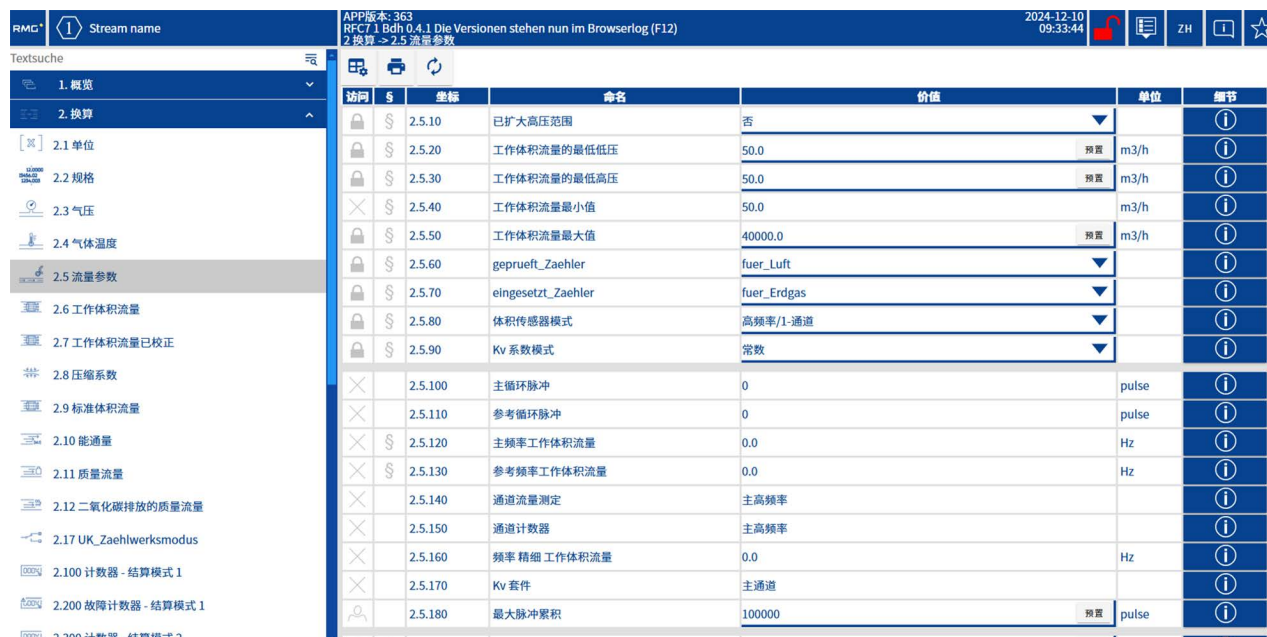 RMG 1 Stream name
APP版本: 363
RFC7 1 Bdh 0.4.1 Die Versionen stehen nun im Browserlog (F12)
2 换算 -> 2.5 流量参数
2024-12-10
09:33:44
ZH
Textsuche
1. 概览
2. 换算
2.1 单位
2.2 规格
2.3 气压
2.4 气体温度
2.5 流量参数
2.6 工作体积流量
2.7 工作体积流量已校正
2.8 压缩系数
2.9 标准体积流量
2.10 能通量
2.11 质量流量
2.12 二氧化碳排放的质量流量
2.17 UK_Zaehlwerksmodus
2.100 计数器 - 结算模式 1
2.200 故障计数器 - 结算模式 1
访问 § 坐标 命名 价值 单位 细节
§ 2.5.10 已扩大高压范围 否
§ 2.5.20 工作体积流量的最低低压 50.0 预置 m3/h
§ 2.5.30 工作体积流量的最低高压 50.0 预置 m3/h
§ 2.5.40 工作体积流量最小值 50.0 m3/h
§ 2.5.50 工作体积流量最大值 40000.0 预置 m3/h
§ 2.5.60 geprueft_Zaehler fuer_Luft
§ 2.5.70 eingesetzt_Zaehler fuer_Erdgas
§ 2.5.80 体积传感器模式 高频率/1-通道
§ 2.5.90 Kv 系数模式 常数
2.5.100 主循环脉冲 0 pulse
2.5.110 参考循环脉冲 0 pulse
§ 2.5.120 主频率工作体积流量 0.0 Hz
§ 2.5.130 参考频率工作体积流量 0.0 Hz
2.5.140 通道流量测定 主高频率
2.5.150 通道计数器 主高频率
2.5.160 频率 精细 工作体积流量 0.0 Hz
2.5.170 Kv 套件 主通道
2.5.180 最大脉冲累积 100000 预置 pulse